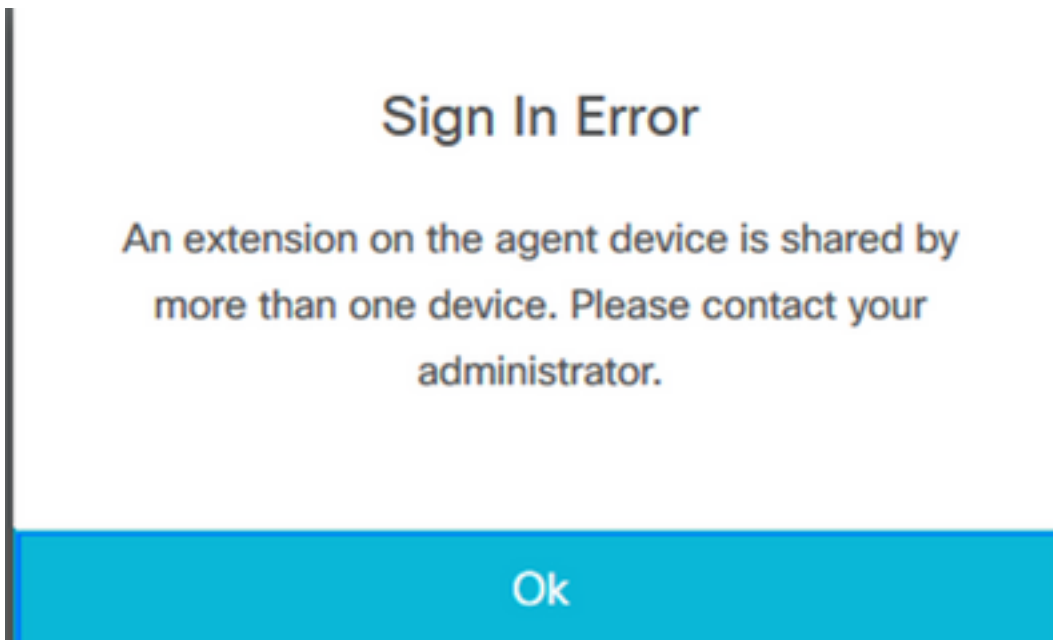 Sign In Error
An extension on the agent device is shared by
more than one device. Please contact your
administrator.
Ok